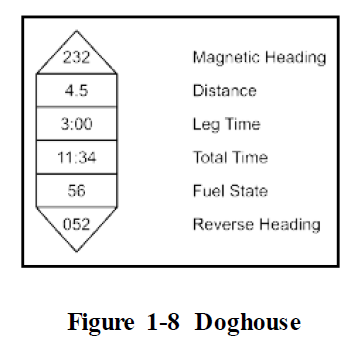 232 Magnetic Heading
4.5 Distance
3:00 Leg Time
11:34 Total Time
56 Fuel State
052 Reverse Heading
Figure 1-8 Doghouse